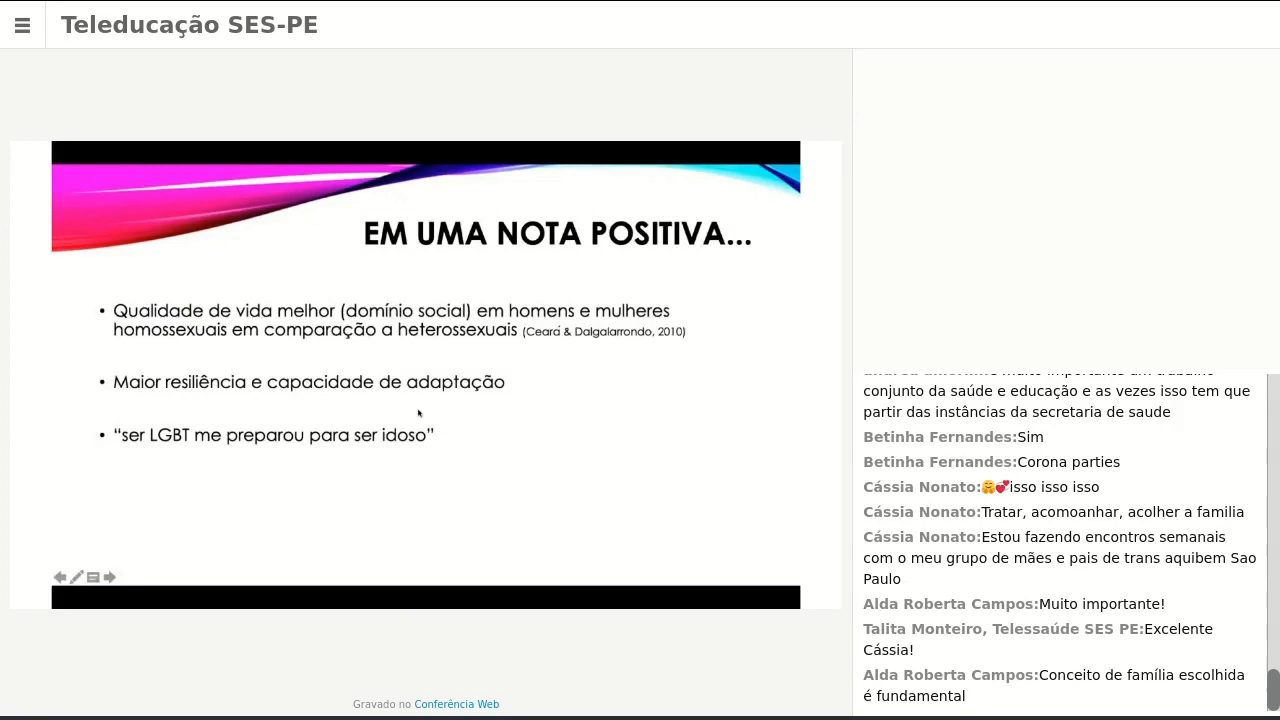 Teleducação SES-PE
EM UMA NOTA POSITIVA...
• Qualidade de vida melhor (domínio social) em homens e mulheres
homossexuais em comparação a heterossexuais (Ceará & Dalgalarrondo, 2010)
• Maior resiliência e capacidade de adaptação
• “ser LGBT me preparou para ser idoso”
Gravado no Conferência Web
conjunto da saúde e educação e as vezes isso tem que
partir das instâncias da secretaria de saude
Betinha Fernandes:Sim
Betinha Fernandes:Corona parties
Cássia Nonato:🤗💕isso isso isso
Cássia Nonato:Tratar, acomoanhar, acolher a familia
Cássia Nonato:Estou fazendo encontros semanais
com o meu grupo de mães e pais de trans aquibem Sao
Paulo
Alda Roberta Campos:Muito importante!
Talita Monteiro, Telessaúde SES PE:Excelente
Cássia!
Alda Roberta Campos:Conceito de família escolhida
é fundamental